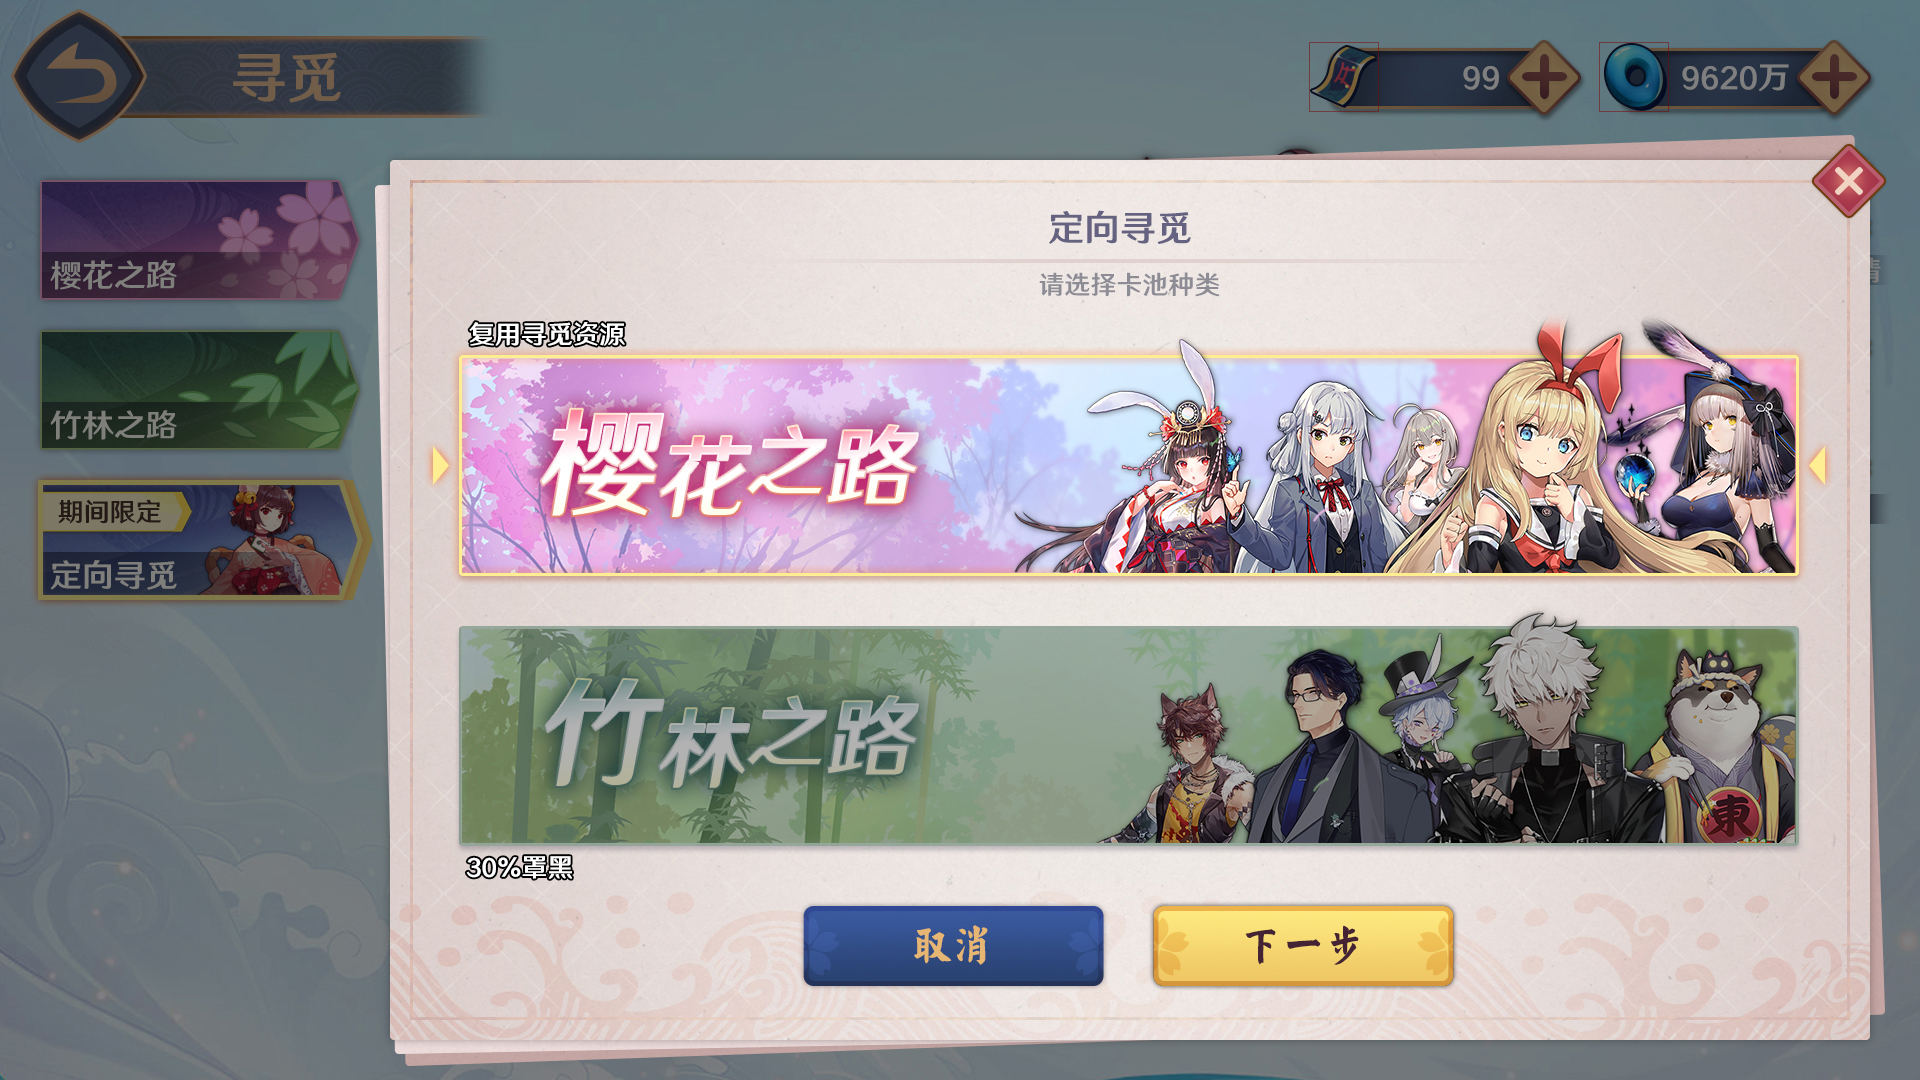 寻觅
99
9620万
樱花之路
竹林之路
期间限定
定向寻觅
定向寻觅
请选择卡池种类
复用寻觅资源
樱花之路
竹林之路
東
30%罩黑
取消
下一步